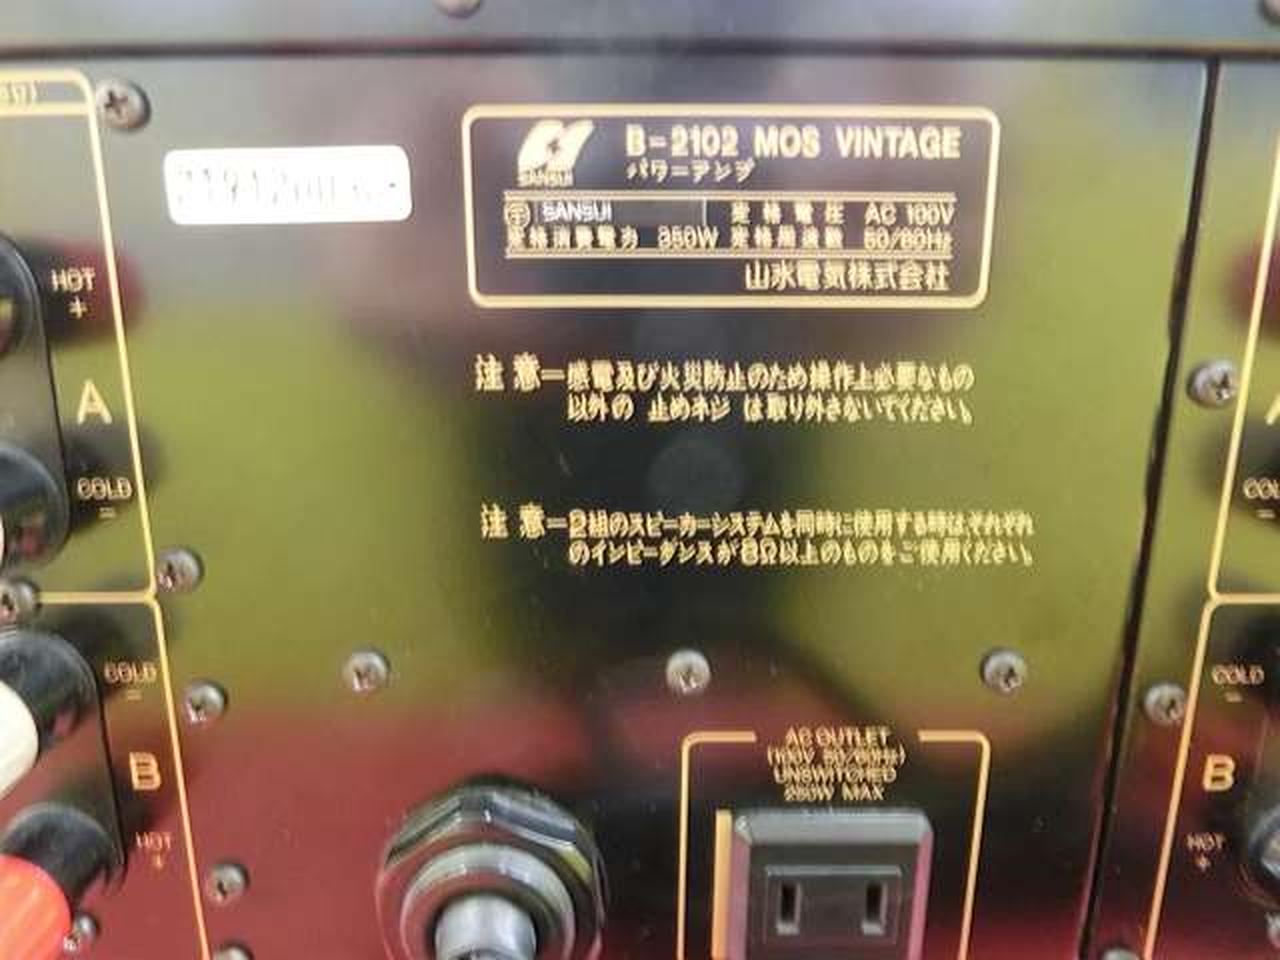 HOT
+
A
COLD
−
COLD
−
B
HOT
+
SANSUI
B-2102 MOS VINTAGE
パワーアンプ
〒 SANSUI 定格電圧 AC 100V
定格消費電力 350W 定格周波数 50/60Hz
山水電気株式会社
注意－感電及び火災防止のため操作上必要なもの
以外の 止めネジ は取り外さないでください。
注意－2組のスピーカーシステムを同時に使用する時は、それぞれ
のインピーダンスが8Ω以上のものをご使用ください。
AC OUTLET
(100V 50/60Hz)
UNSWITCHED
250W MAX
COLD
−
B
HOT
+